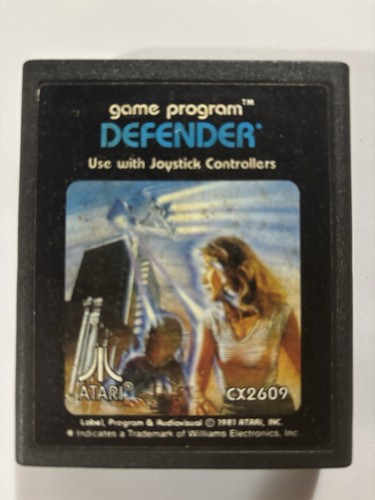 game program™
DEFENDER*
Use with Joystick Controllers
ATARI®
CX2609
Label, Program & Audiovisual © 1981 ATARI, INC.
* Indicates a Trademark of Williams Electronics, Inc.